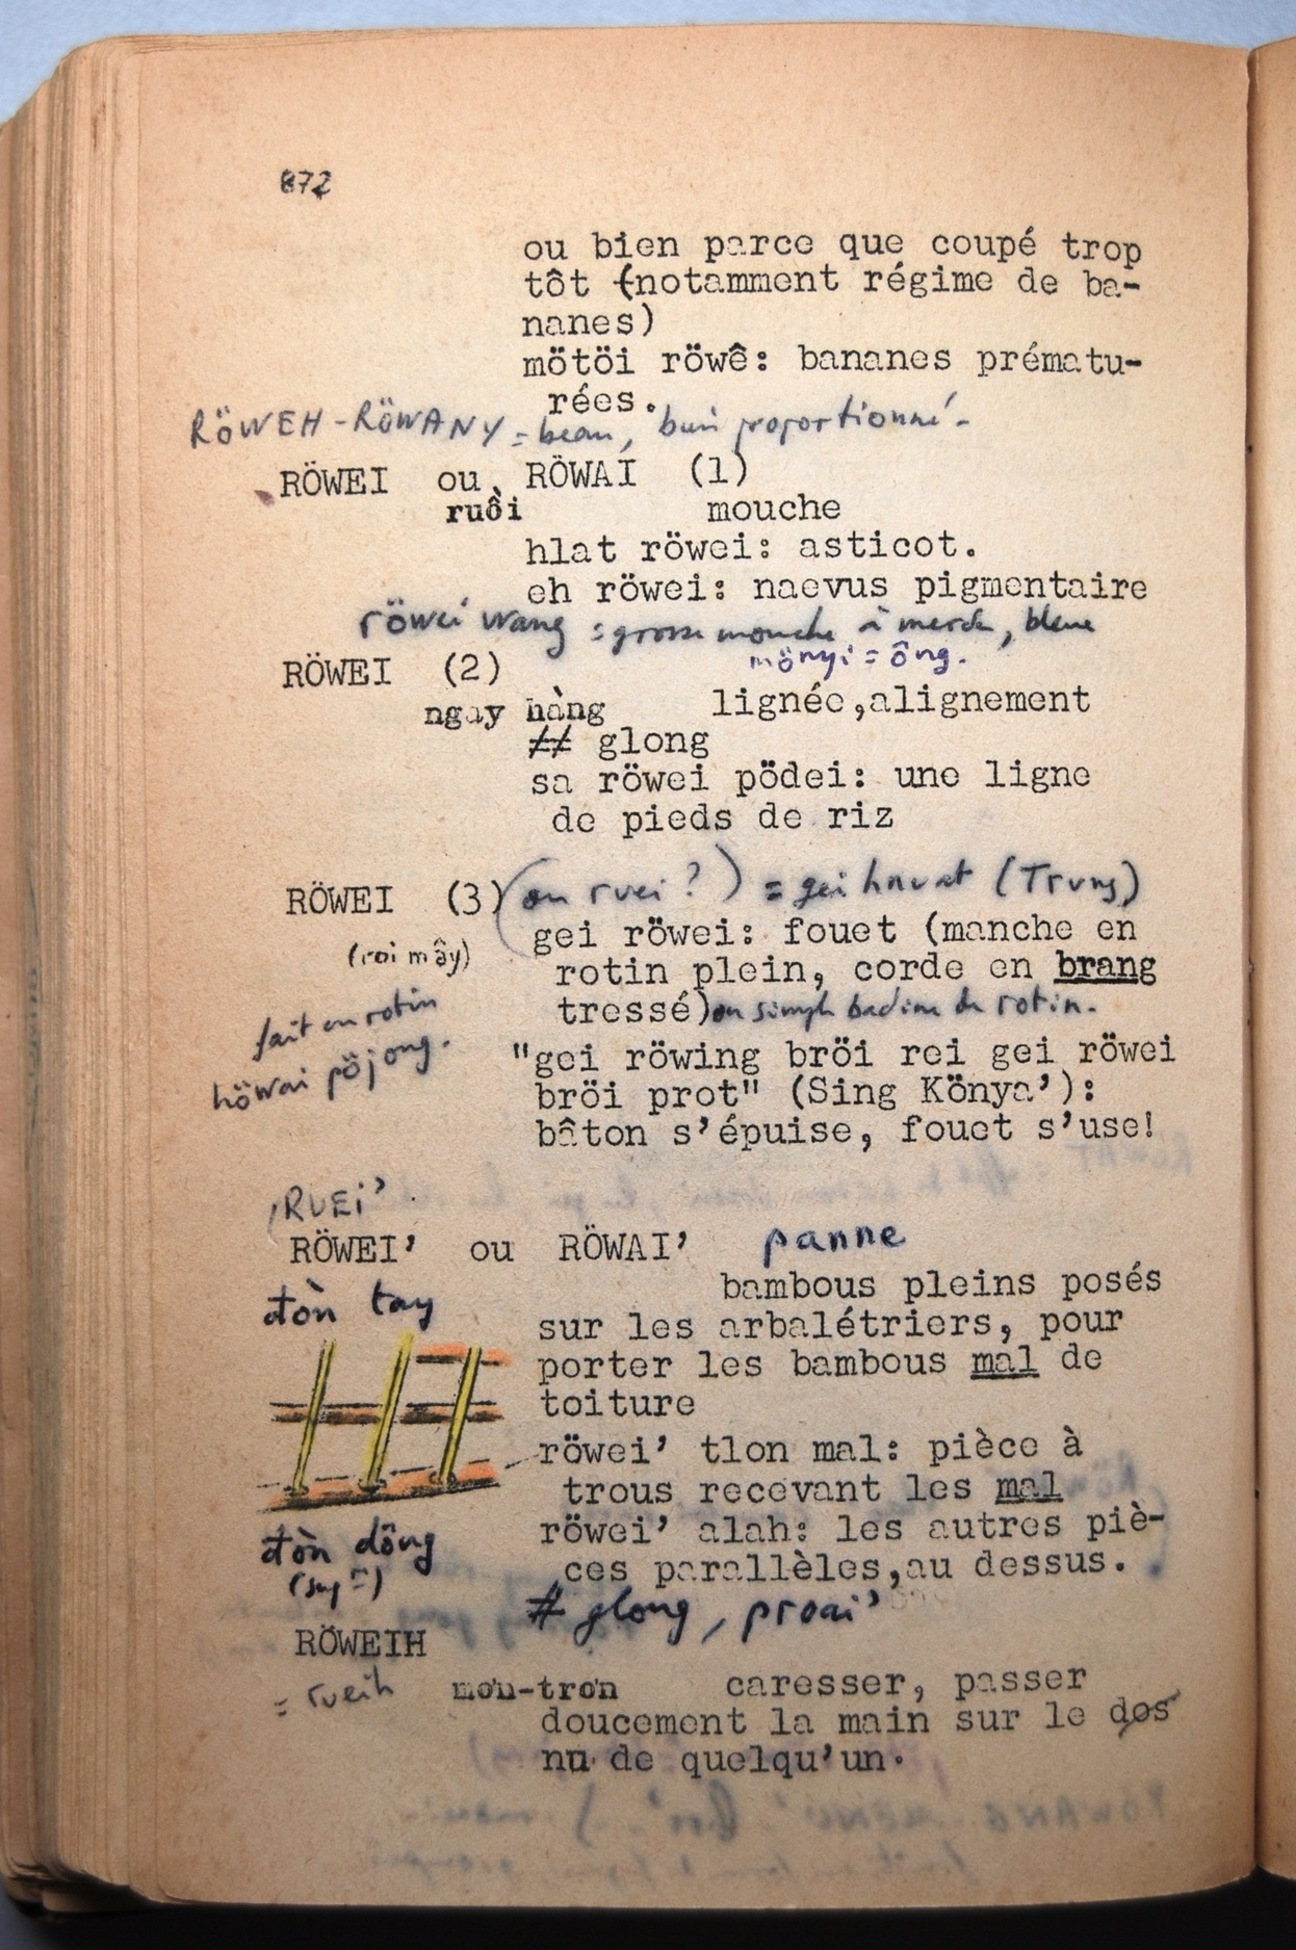 872
ou bien parce que coupé trop
tôt (notamment régime de ba-
nanes)
mötöi röwê: bananes prématu-
rées.
RÖWEH-RÖWANY = beau, bien proportionné.
RÖWEI ou RÖWAI (1)
ruồi mouche
hlat röwei: asticot.
eh röwei: naevus pigmentaire
röwei wang = grosse mouche à merde, bleue
mönyi = ông.
RÖWEI (2)
ngay hàng lignée,alignement
≠≠ glong
sa röwei pödei: une ligne
de pieds de riz
RÖWEI (3) (ou ruei?) = gei hnuat (Trung)
gei röwei: fouet (manche en
(roi mây)
rotin plein, corde en brang
tressé) ou simple badine de rotin.
fait en rotin
höwai pöjong.
"gei röwing bröi rei gei röwei
bröi prot" (Sing Könya'):
bâton s'épuise, fouet s'use!
RUEi'
RÖWEI' ou RÖWAI' panne
bambous pleins posés
đòn tay
sur les arbalétriers, pour
porter les bambous mal de
toiture
röwei' tlon mal: pièce à
trous recevant les mal
röwei' alah: les autres piè-
đòn dông
ces parallèles,au dessus.
≠ glong, proai'
RÖWEIH
= rueih mơn-trơn caresser, passer
doucement la main sur le dos
nu de quelqu'un.